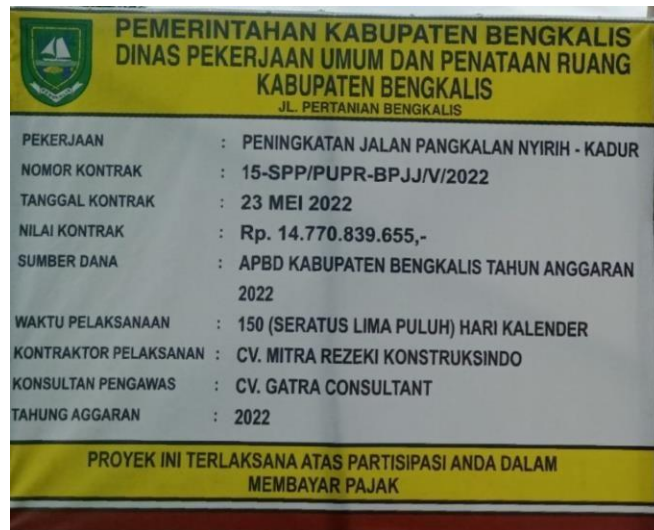 PEMERINTAHAN KABUPATEN BENGKALIS
DINAS PEKERJAAN UMUM DAN PENATAAN RUANG
KABUPATEN BENGKALIS
JL. PERTANIAN BENGKALIS
PEKERJAAN : PENINGKATAN JALAN PANGKALAN NYIRIH - KADUR
NOMOR KONTRAK : 15-SPP/PUPR-BPJJ/V/2022
TANGGAL KONTRAK : 23 MEI 2022
NILAI KONTRAK : Rp. 14.770.839.655,-
SUMBER DANA : APBD KABUPATEN BENGKALIS TAHUN ANGGARAN
2022
WAKTU PELAKSANAAN : 150 (SERATUS LIMA PULUH) HARI KALENDER
KONTRAKTOR PELAKSANAN : CV. MITRA REZEKI KONSTRUKSINDO
KONSULTAN PENGAWAS : CV. GATRA CONSULTANT
TAHUNG AGGARAN : 2022
PROYEK INI TERLAKSANA ATAS PARTISIPASI ANDA DALAM
MEMBAYAR PAJAK